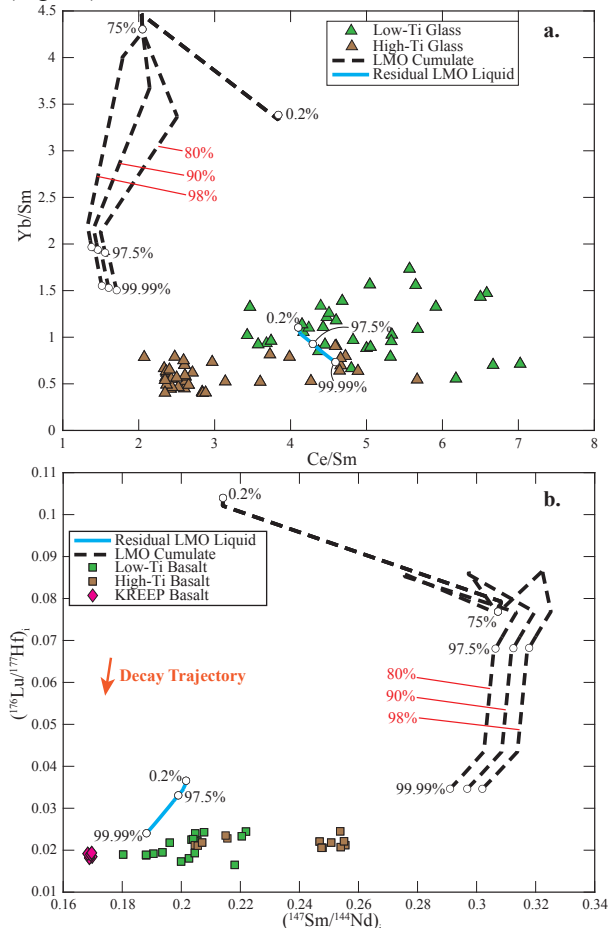 a.
Low-Ti Glass
High-Ti Glass
LMO Cumulate
Residual LMO Liquid
75%
0.2%
80%
90%
98%
97.5%
99.99%
0.2%
97.5%
99.99%
4.5
4
3.5
3
2.5
2
1.5
1
0.5
0
Yb/Sm
1 2 3 4 5 6 7 8
Ce/Sm
b.
0.2%
Residual LMO Liquid
LMO Cumulate
Low-Ti Basalt
High-Ti Basalt
KREEP Basalt
75%
97.5%
80%
90%
98%
99.99%
Decay Trajectory
0.2%
97.5%
99.99%
0.11
0.10
0.09
0.08
0.07
0.06
0.05
0.04
0.03
0.02
0.01
(¹⁷⁶Lu/¹⁷⁷Hf)ᵢ
0.16 0.18 0.2 0.22 0.24 0.26 0.28 0.3 0.32 0.34
(¹⁴⁷Sm/¹⁴⁴Nd)ᵢ